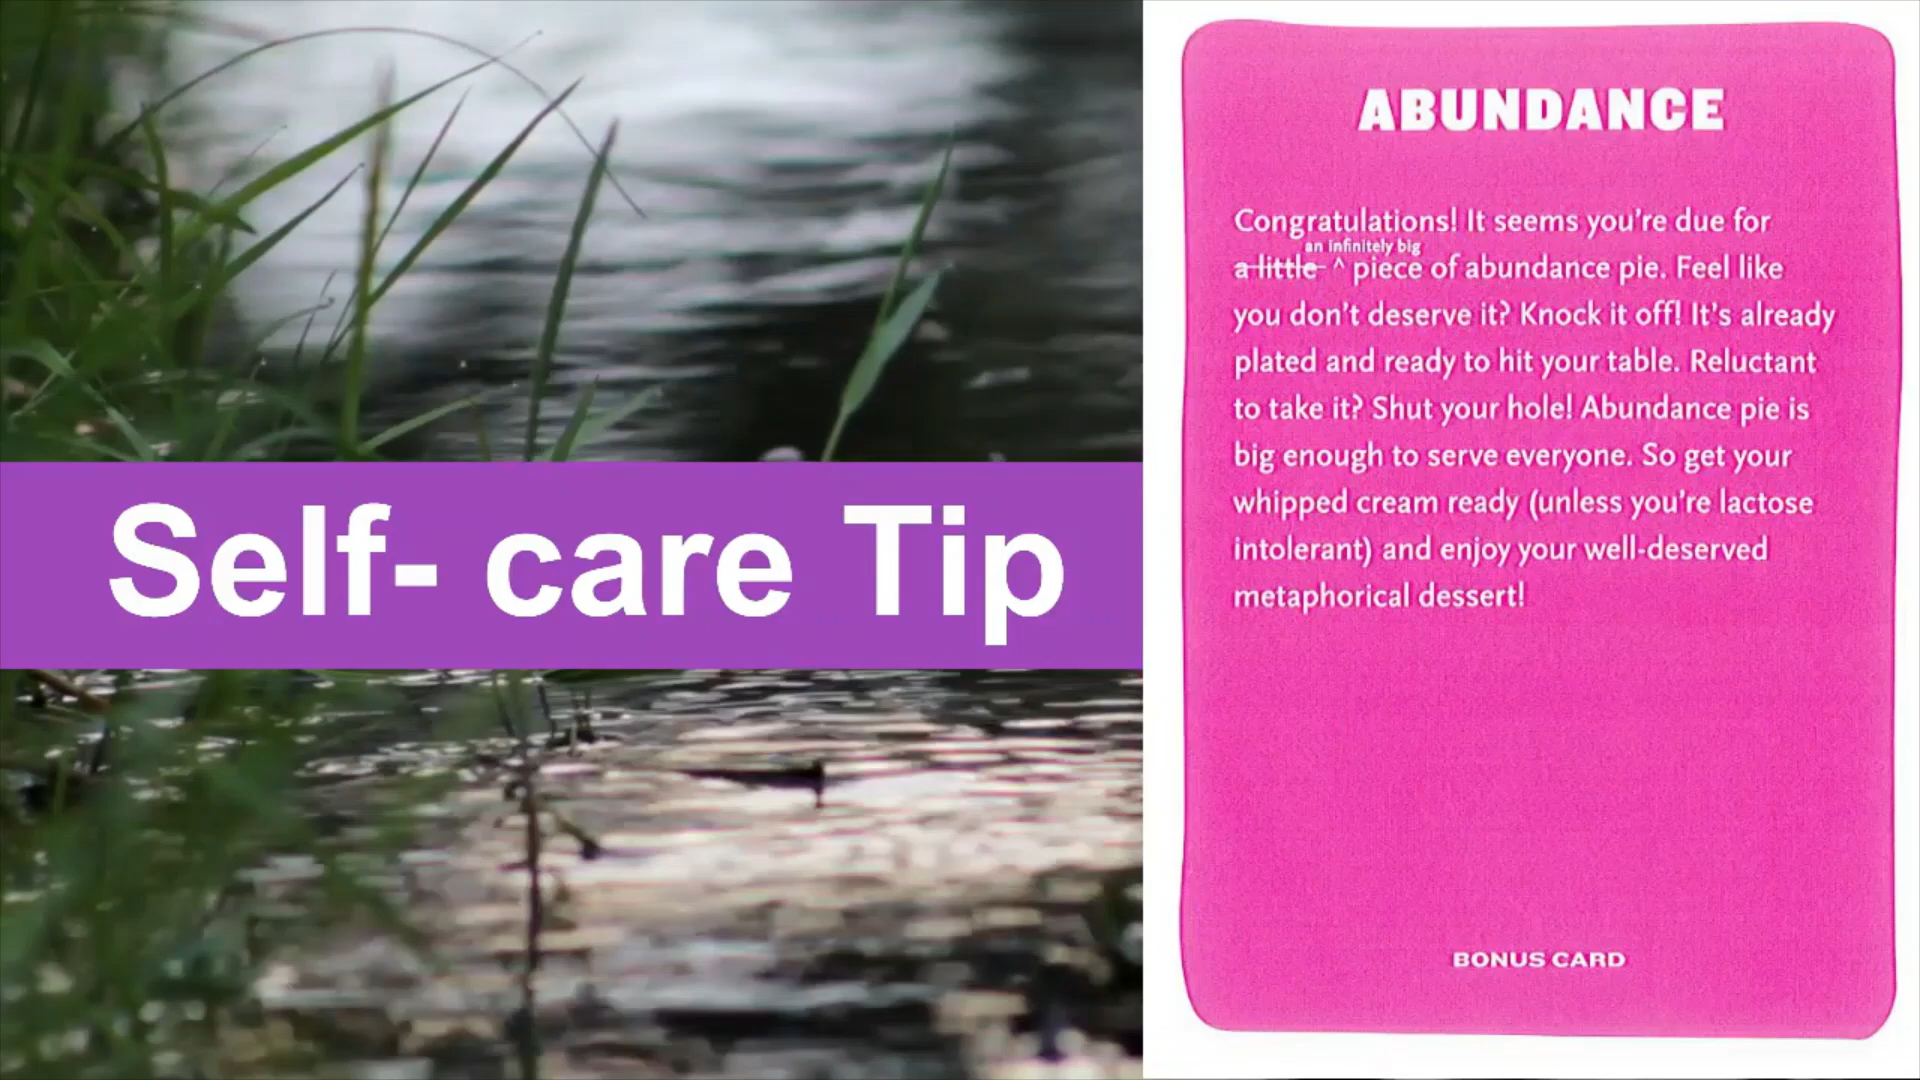 Self- care Tip
ABUNDANCE
Congratulations! It seems you're due for
an infinitely big
a little ^ piece of abundance pie. Feel like
you don't deserve it? Knock it off! It's already
plated and ready to hit your table. Reluctant
to take it? Shut your hole! Abundance pie is
big enough to serve everyone. So get your
whipped cream ready (unless you're lactose
intolerant) and enjoy your well-deserved
metaphorical dessert!
BONUS CARD